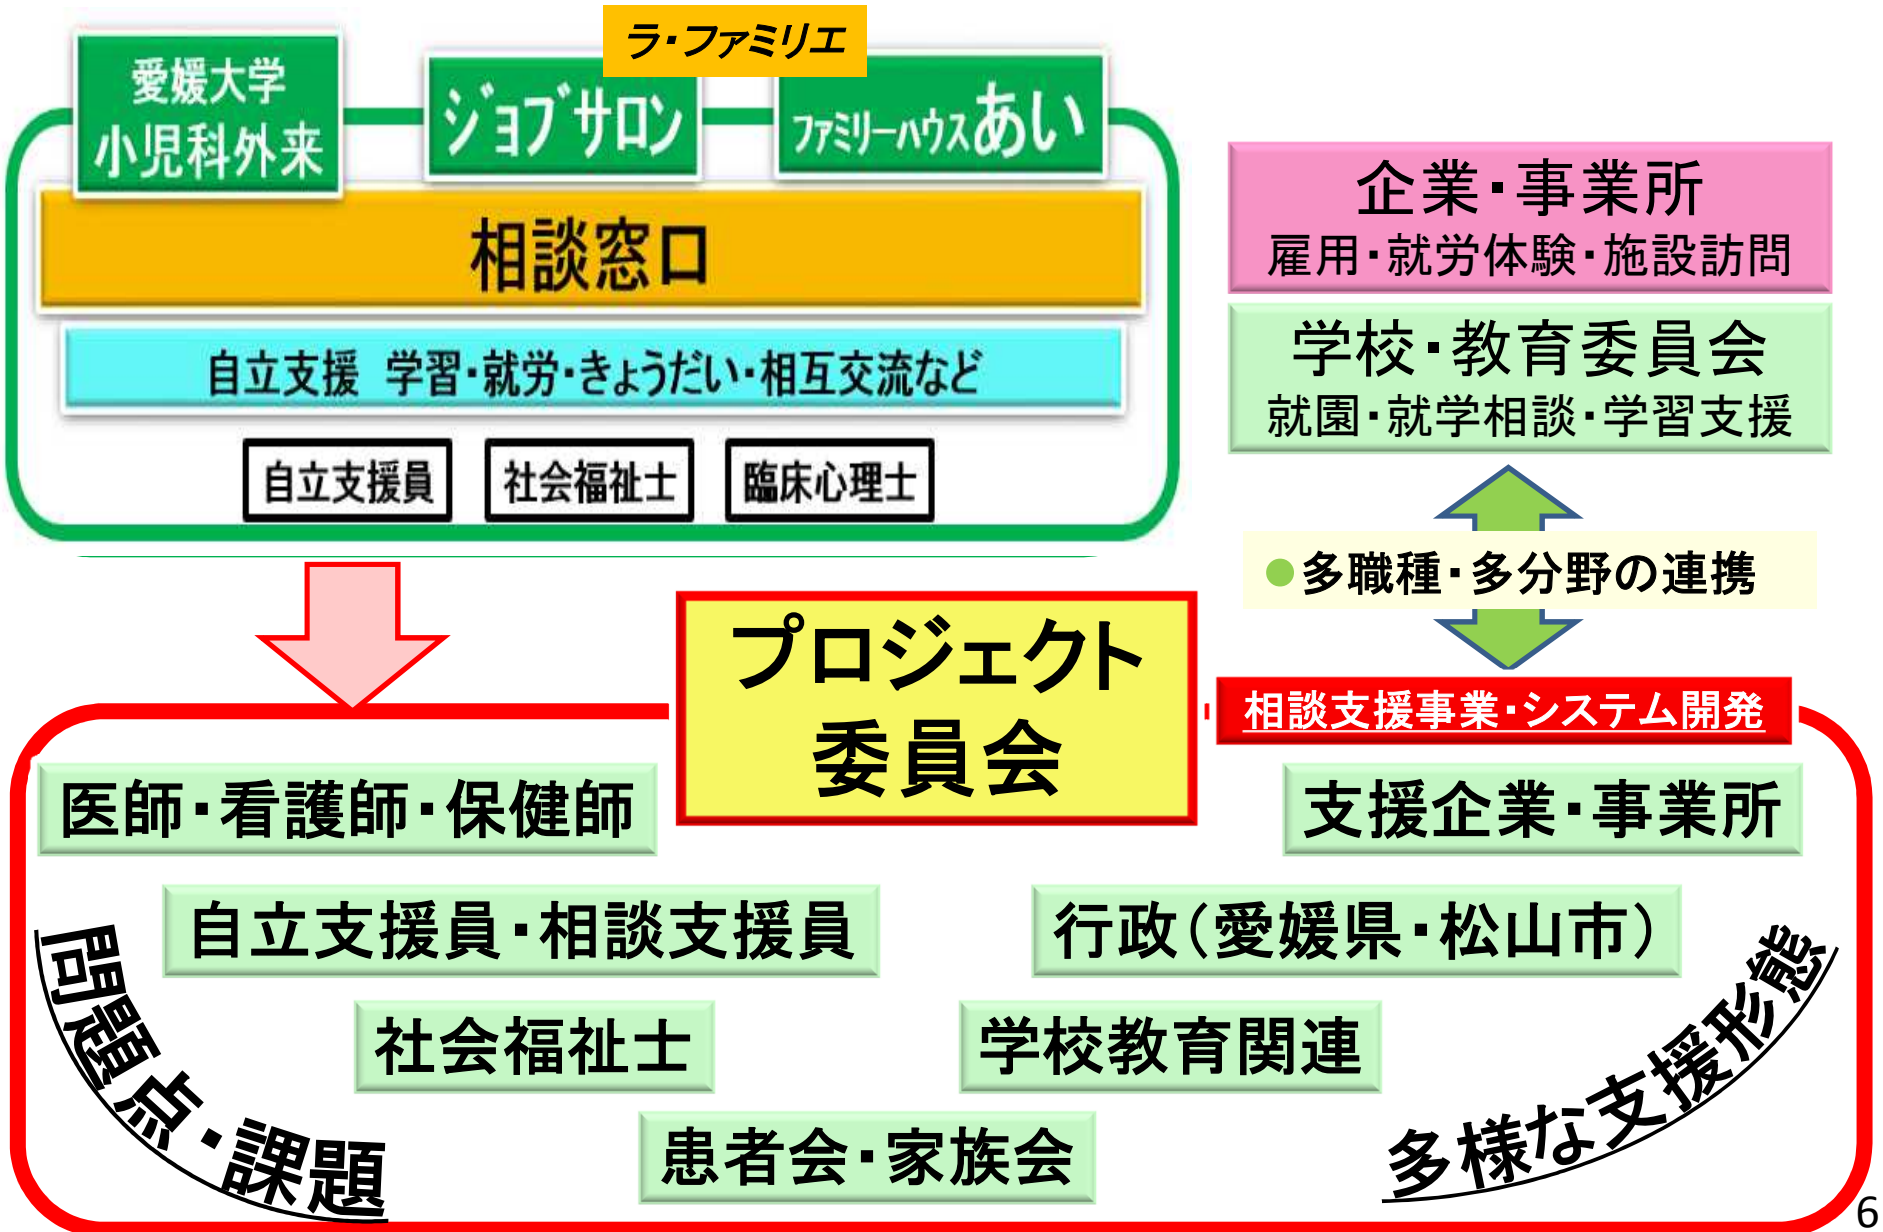 ラ・ファミリエ
愛媛大学
小児科外来
ジョブサロン
ファミリーハウスあい
相談窓口
自立支援 学習・就労・きょうだい・相互交流など
自立支援員
社会福祉士
臨床心理士
企業・事業所
雇用・就労体験・施設訪問
学校・教育委員会
就園・就学相談・学習支援
●多職種・多分野の連携
プロジェクト
委員会
相談支援事業・システム開発
医師・看護師・保健師
支援企業・事業所
自立支援員・相談支援員
行政(愛媛県・松山市)
社会福祉士
学校教育関連
患者会・家族会
問題点・課題
多様な支援形態
6